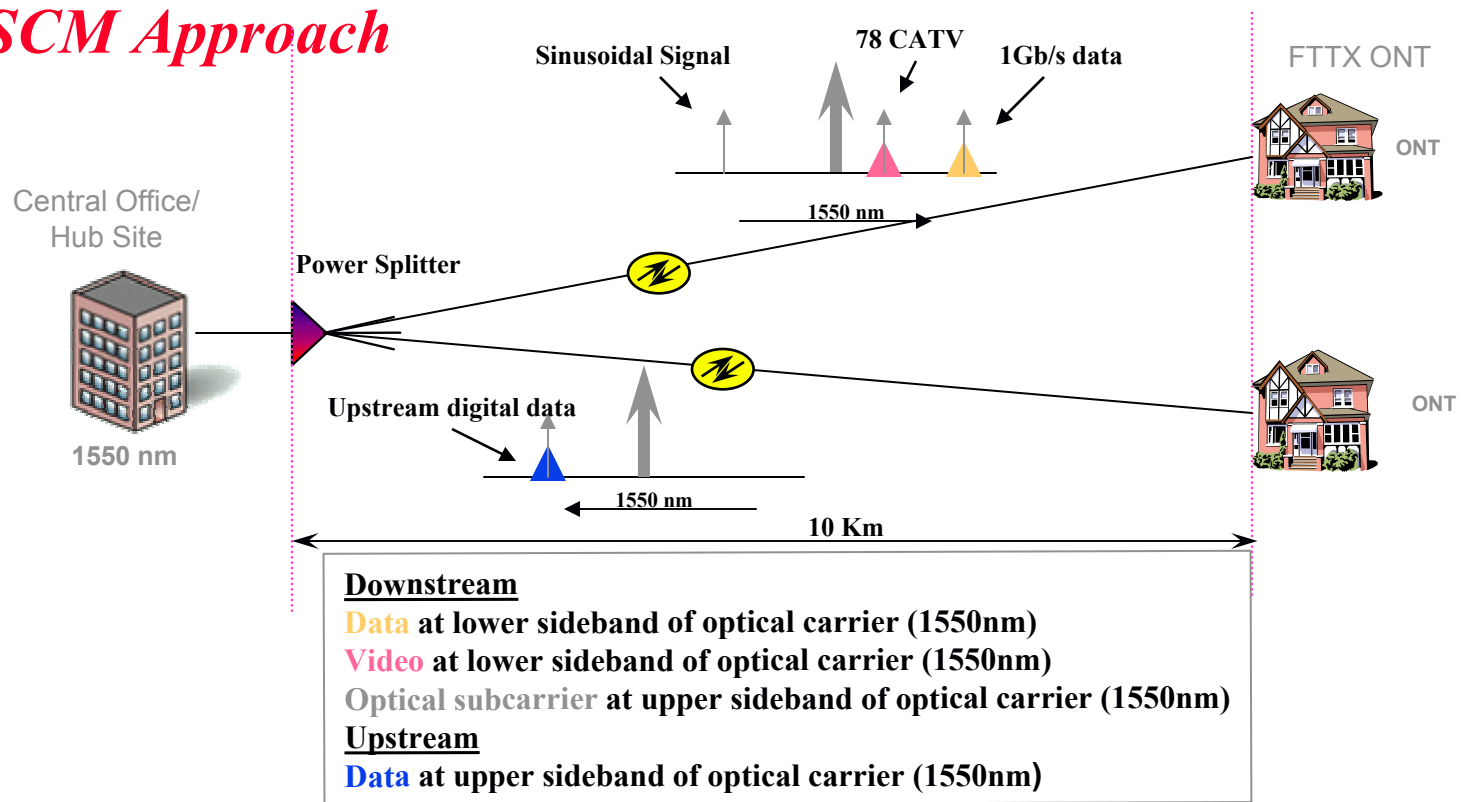 SCM Approach
Sinusoidal Signal
78 CATV
1Gb/s data
FTTX ONT
ONT
Central Office/
Hub Site
1550 nm
Power Splitter
Upstream digital data
ONT
1550 nm
1550 nm
10 Km
Downstream
Data at lower sideband of optical carrier (1550nm)
Video at lower sideband of optical carrier (1550nm)
Optical subcarrier at upper sideband of optical carrier (1550nm)
Upstream
Data at upper sideband of optical carrier (1550nm)